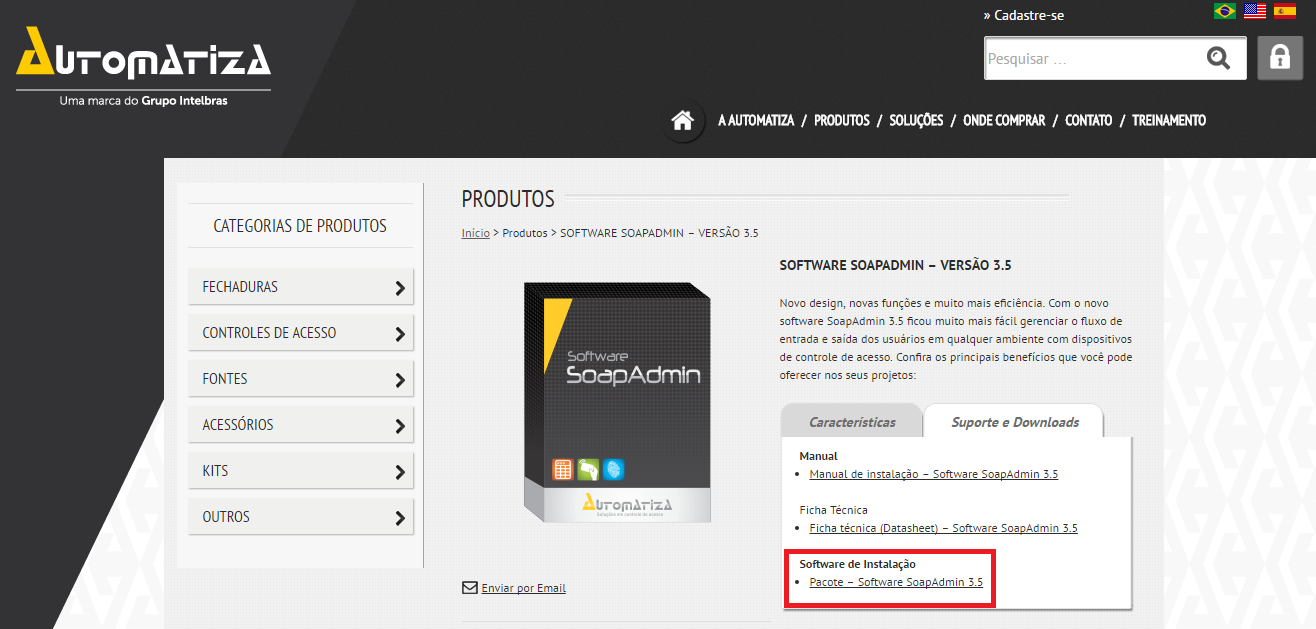 » Cadastre-se
AUTOMATIZA
Uma marca do Grupo Intelbras
Pesquisar ...
A AUTOMATIZA / PRODUTOS / SOLUÇÕES / ONDE COMPRAR / CONTATO / TREINAMENTO
CATEGORIAS DE PRODUTOS
FECHADURAS
CONTROLES DE ACESSO
FONTES
ACESSÓRIOS
KITS
OUTROS
PRODUTOS
Início > Produtos > SOFTWARE SOAPADMIN – VERSÃO 3.5
Software
SoapAdmin
AUTOMATIZA
Soluções em controle de acesso
Enviar por Email
SOFTWARE SOAPADMIN – VERSÃO 3.5
Novo design, novas funções e muito mais eficiência. Com o novo
software SoapAdmin 3.5 ficou muito mais fácil gerenciar o fluxo de
entrada e saída dos usuários em qualquer ambiente com dispositivos
de controle de acesso. Confira os principais benefícios que você pode
oferecer nos seus projetos:
Características
Suporte e Downloads
Manual
• Manual de instalação – Software SoapAdmin 3.5
Ficha Técnica
• Ficha técnica (Datasheet) – Software SoapAdmin 3.5
Software de Instalação
• Pacote – Software SoapAdmin 3.5